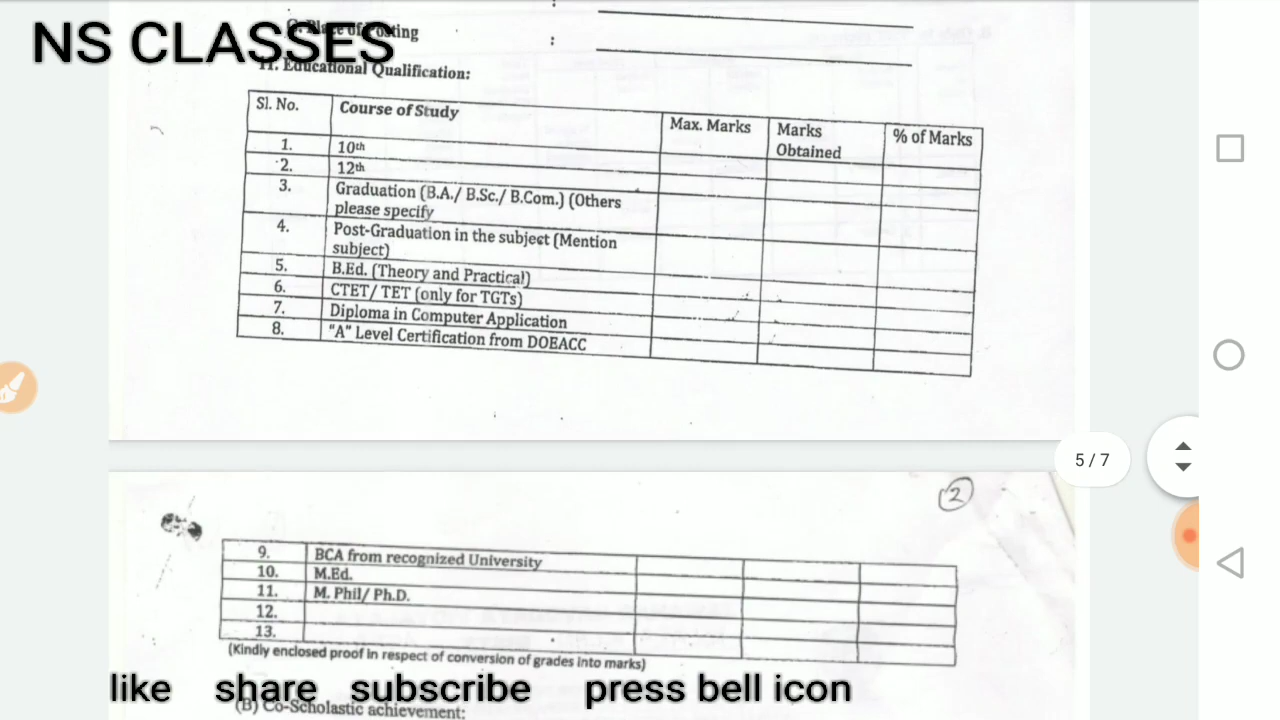 NS CLASSES
G. Place of Posting :
:
H. Educational Qualification:
Sl. No. Course of Study Max. Marks Marks Obtained % of Marks
1. 10th
2. 12th
3. Graduation (B.A./ B.Sc./ B.Com.) (Others
please specify
4. Post-Graduation in the subject (Mention
subject)
5. B.Ed. (Theory and Practical)
6. CTET/ TET (only for TGTs)
7. Diploma in Computer Application
8. "A" Level Certification from DOEACC
5 / 7
2
9. BCA from recognized University
10. M.Ed.
11. M. Phil/ Ph.D.
12.
13.
(Kindly enclosed proof in respect of conversion of grades into marks)
like share subscribe press bell icon
(B) Co-Scholastic achievement: